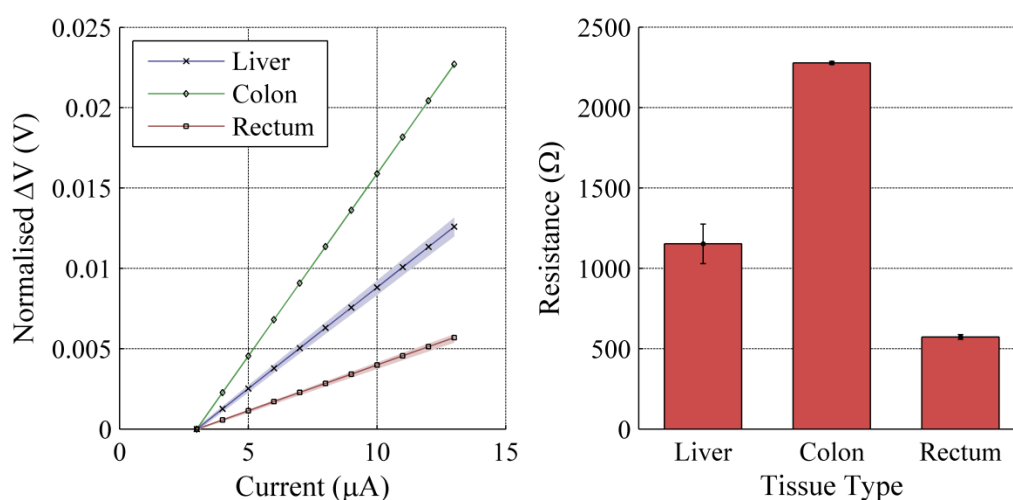 0.025
0.02
0.015
0.01
0.005
0
0
5
10
15
Normalised ΔV (V)
Current (μA)
Liver
Colon
Rectum
2500
2000
1500
1000
500
0
Resistance (Ω)
Liver
Colon
Rectum
Tissue Type